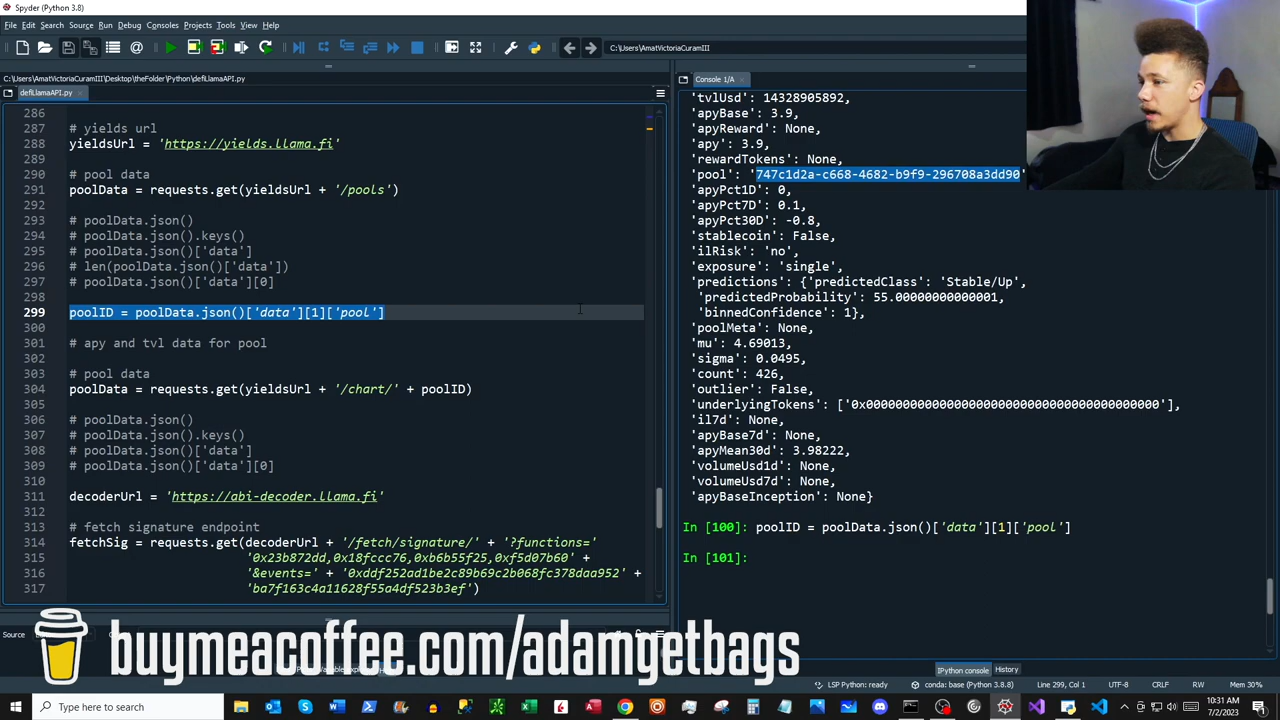 Spyder (Python 3.8)
File Edit Search Source Run Debug Consoles Projects Tools View Help
C:\Users\AmatVictoriaCuramIII
C:\Users\AmatVictoriaCuramIII\Desktop\theFolder\Python\defiLlamaAPI.py
defiLlamaAPI.py
286
287 # yields url
288 yieldsUrl = 'https://yields.llama.fi'
289
290 # pool data
291 poolData = requests.get(yieldsUrl + '/pools')
292
293 # poolData.json()
294 # poolData.json().keys()
295 # poolData.json()['data']
296 # len(poolData.json()['data'])
297 # poolData.json()['data'][0]
298
299 poolID = poolData.json()['data'][1]['pool']
300
301 # apy and tvl data for pool
302
303 # pool data
304 poolData = requests.get(yieldsUrl + '/chart/' + poolID)
305
306 # poolData.json()
307 # poolData.json().keys()
308 # poolData.json()['data']
309 # poolData.json()['data'][0]
310
311 decoderUrl = 'https://abi-decoder.llama.fi'
312
313 # fetch signature endpoint
314 fetchSig = requests.get(decoderUrl + '/fetch/signature/' + '?functions='
315 '0x23b872dd,0x18fccc76,0xb6b55f25,0xf5d07b60' +
316 '&events=' + '0xddf252ad1be2c89b69c2b068fc378daa952' +
317 'ba7f163c4a11628f55a4df523b3ef')
Console 1/A
'tvlUsd': 14328905892,
'apyBase': 3.9,
'apyReward': None,
'apy': 3.9,
'rewardTokens': None,
'pool': '747c1d2a-c668-4682-b9f9-296708a3dd90'
'apyPct1D': 0,
'apyPct7D': 0.1,
'apyPct30D': -0.8,
'stablecoin': False,
'ilRisk': 'no',
'exposure': 'single',
'predictions': {'predictedClass': 'Stable/Up',
'predictedProbability': 55.00000000000001,
'binnedConfidence': 1},
'poolMeta': None,
'mu': 4.69013,
'sigma': 0.0495,
'count': 426,
'outlier': False,
'underlyingTokens': ['0x0000000000000000000000000000000000000000'],
'il7d': None,
'apyBase7d': None,
'apyMean30d': 3.98222,
'volumeUsd1d': None,
'volumeUsd7d': None,
'apyBaseInception': None}
In [100]: poolID = poolData.json()['data'][1]['pool']
In [101]:
Source
buymeacoffee.com/adamgetbags
IPython console History
LSP Python: ready conda: base (Python 3.8.8) Line 299, Col 1 UTF-8 CRLF RW Mem 30%
Type here to search
10:31 AM
7/2/2023